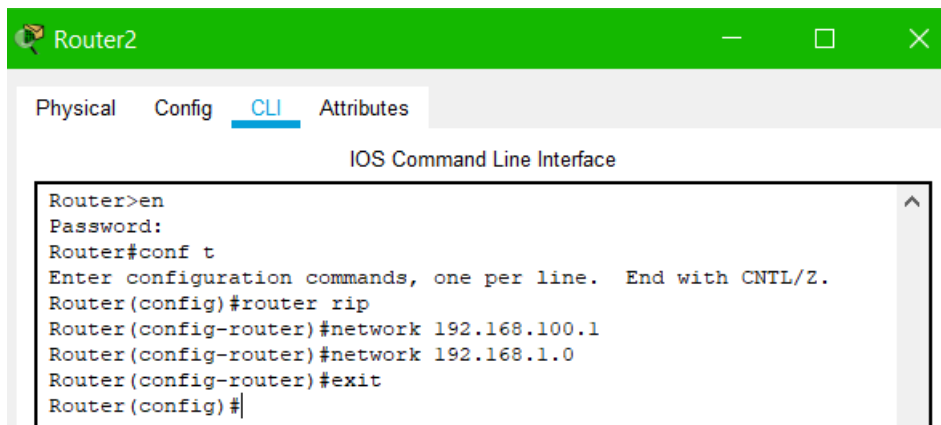 Router2
Physical Config CLI Attributes
IOS Command Line Interface
Router>en
Password:
Router#conf t
Enter configuration commands, one per line.  End with CNTL/Z.
Router(config)#router rip
Router(config-router)#network 192.168.100.1
Router(config-router)#network 192.168.1.0
Router(config-router)#exit
Router(config)#